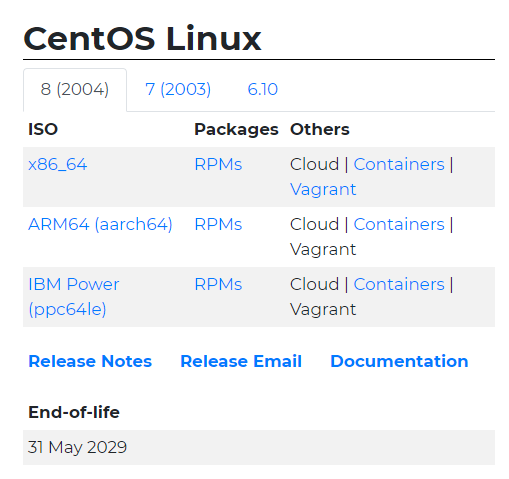 CentOS Linux
8 (2004) 7 (2003) 6.10
ISO Packages Others
x86_64 RPMs Cloud | Containers |
Vagrant
ARM64 (aarch64) RPMs Cloud | Containers |
Vagrant
IBM Power RPMs Cloud | Containers |
(ppc64le) Vagrant
Release Notes Release Email Documentation
End-of-life
31 May 2029